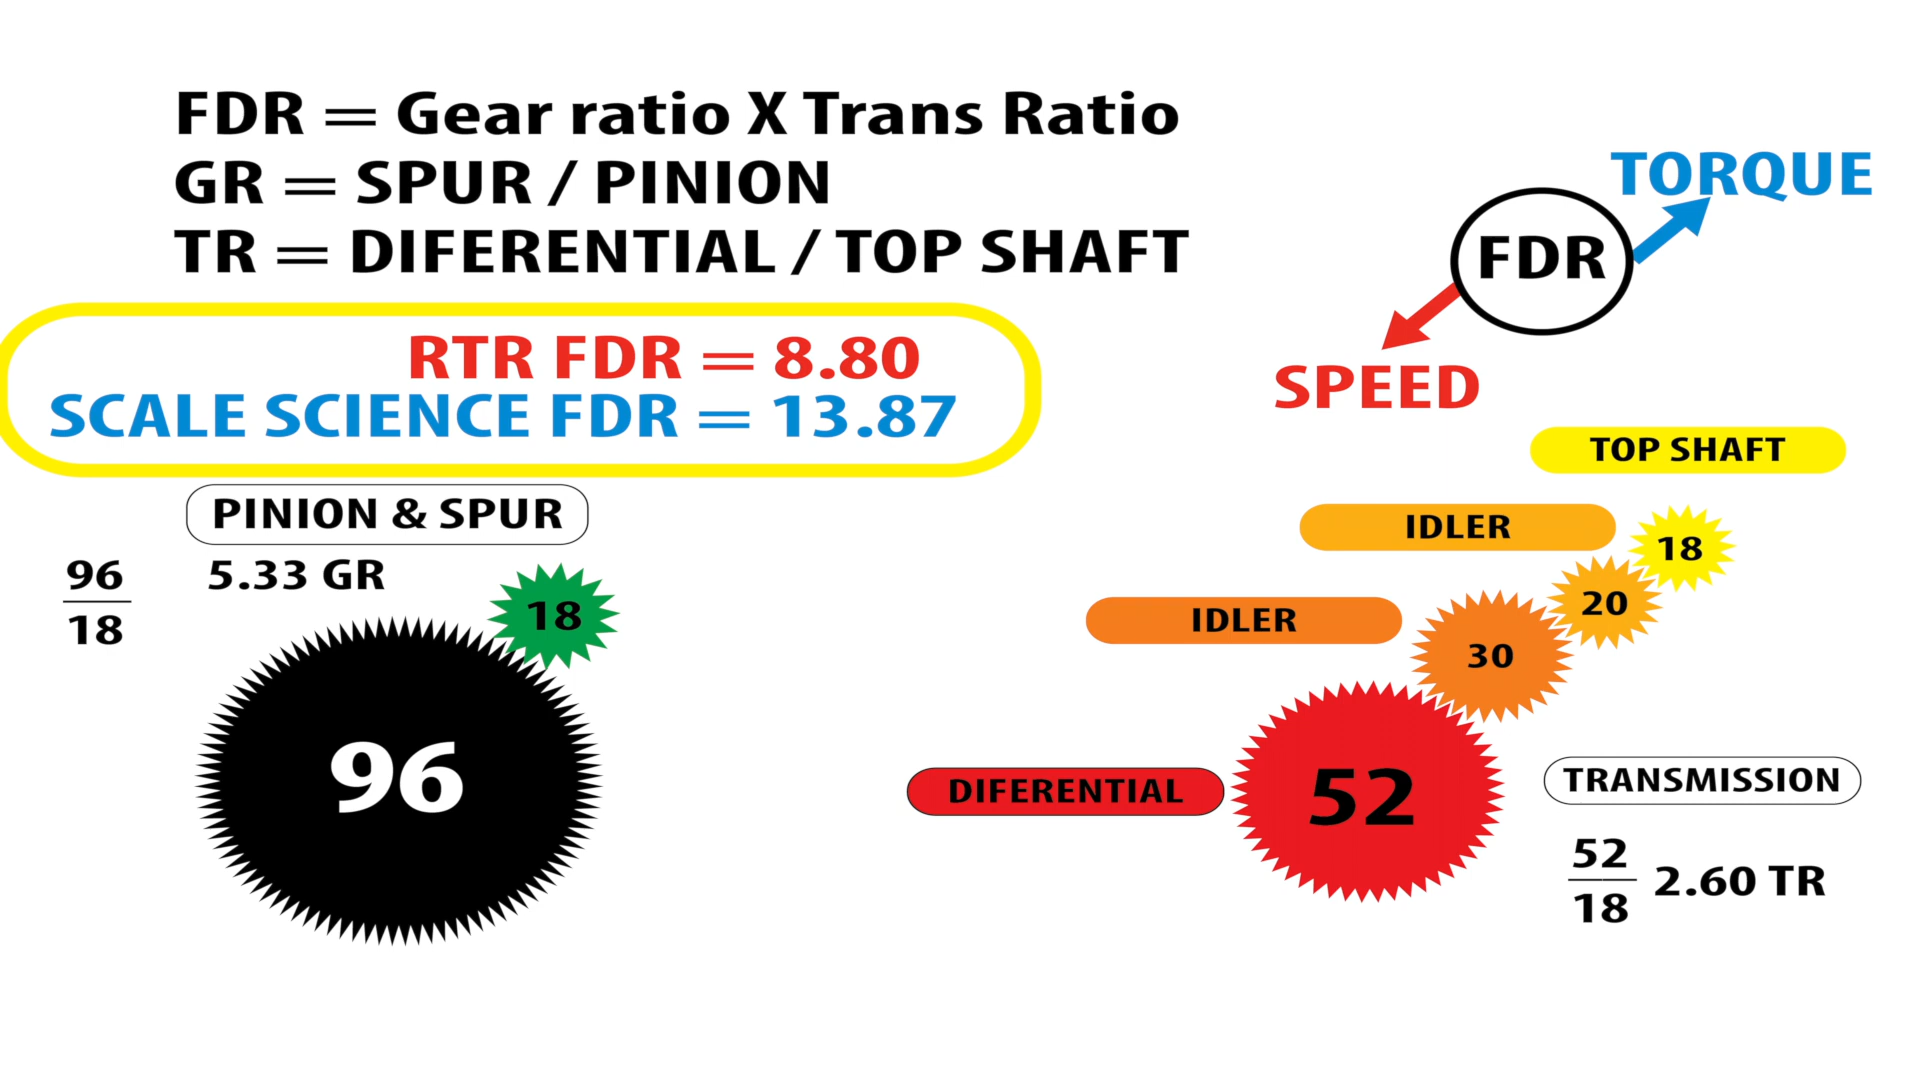 FDR = Gear ratio X Trans Ratio
GR = SPUR / PINION
TR = DIFERENTIAL / TOP SHAFT
RTR FDR = 8.80
SCALE SCIENCE FDR = 13.87
TORQUE
FDR
SPEED
PINION & SPUR
96
18
5.33 GR
18
96
TOP SHAFT
IDLER
18
20
IDLER
30
DIFERENTIAL
52
TRANSMISSION
52
18
2.60 TR